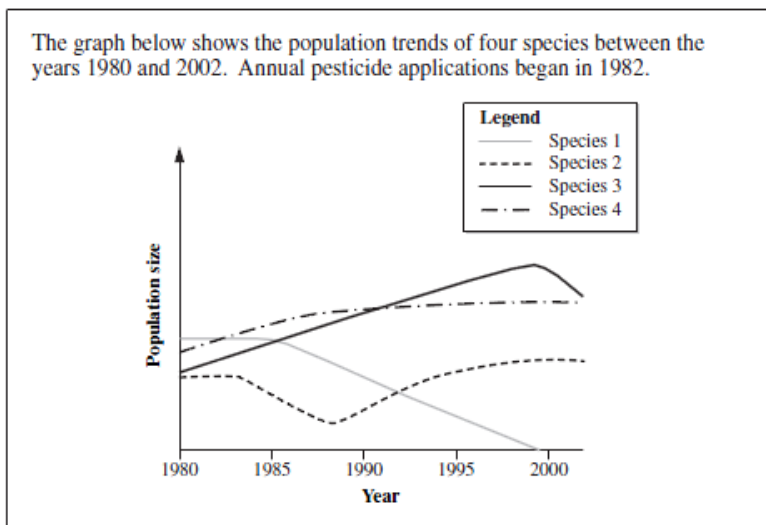 The graph below shows the population trends of four species between the
years 1980 and 2002. Annual pesticide applications began in 1982.
Legend
Species 1
Species 2
Species 3
Species 4
Population size
1980
1985
1990
1995
2000
Year